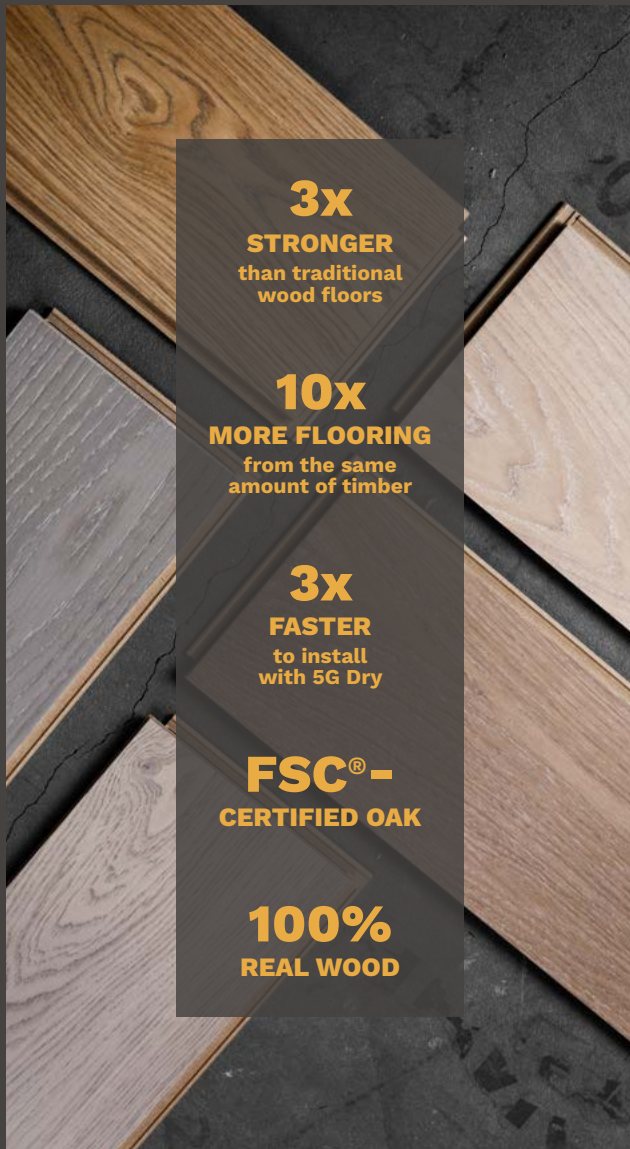 3x
STRONGER
than traditional
wood floors
10x
MORE FLOORING
from the same
amount of timber
3x
FASTER
to install
with 5G Dry
FSC®-
CERTIFIED OAK
100%
REAL WOOD